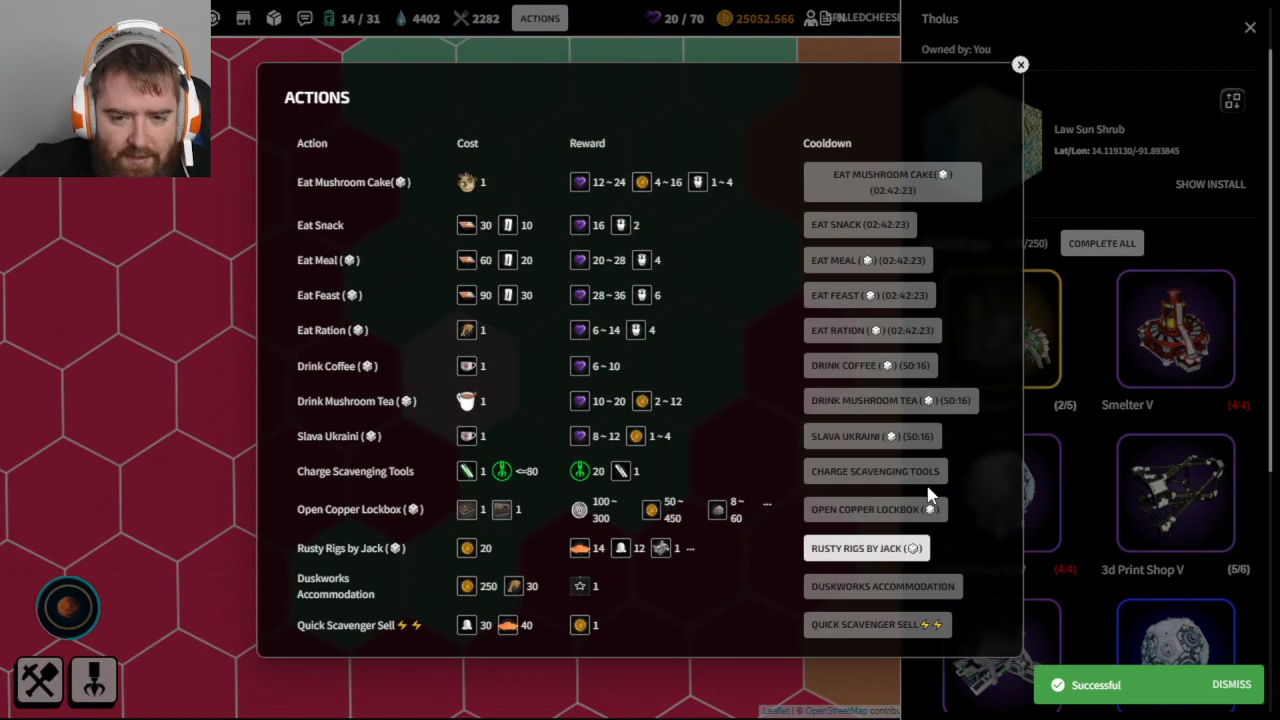 14 / 31 4402 2282 ACTIONS 20 / 70 25052.566
Tholus
Owned by: You
ACTIONS
Action Cost Reward Cooldown
Law Sun Shrub
Lat/Lon: 14.119130/-91.893845
SHOW INSTALL
Eat Mushroom Cake( ) 1 12 ~ 24 4 ~ 16 1 ~ 4 EAT MUSHROOM CAKE( )
(02:42:23)
Eat Snack 30 10 16 2 EAT SNACK (02:42:23)
/250) COMPLETE ALL
Eat Meal ( ) 60 20 20 ~ 28 4 EAT MEAL ( ) (02:42:23)
Eat Feast ( ) 90 30 28 ~ 36 6 EAT FEAST ( ) (02:42:23)
Eat Ration ( ) 1 6 ~ 14 4 EAT RATION ( ) (02:42:23)
Drink Coffee ( ) 1 6 ~ 10 DRINK COFFEE ( ) (50:16)
Drink Mushroom Tea ( ) 1 10 ~ 20 2 ~ 12 DRINK MUSHROOM TEA ( ) (50:16)
(2/5) Smelter V (4/4)
Slava Ukraini ( ) 1 8 ~ 12 1 ~ 4 SLAVA UKRAINI ( ) (50:16)
Charge Scavenging Tools 1 <=80 20 1 CHARGE SCAVENGING TOOLS
Open Copper Lockbox ( ) 1 1 100 ~ 300 50 ~ 450 8 ~ 60 ... OPEN COPPER LOCKBOX ( )
Rusty Rigs by Jack ( ) 20 14 12 1 ... RUSTY RIGS BY JACK ( )
(4/4) 3d Print Shop V (5/6)
Duskworks
Accommodation 250 30 1 DUSKWORKS ACCOMMODATION
Quick Scavenger Sell 30 40 1 QUICK SCAVENGER SELL
Successful DISMISS
Leaflet | © OpenStreetMap contribu